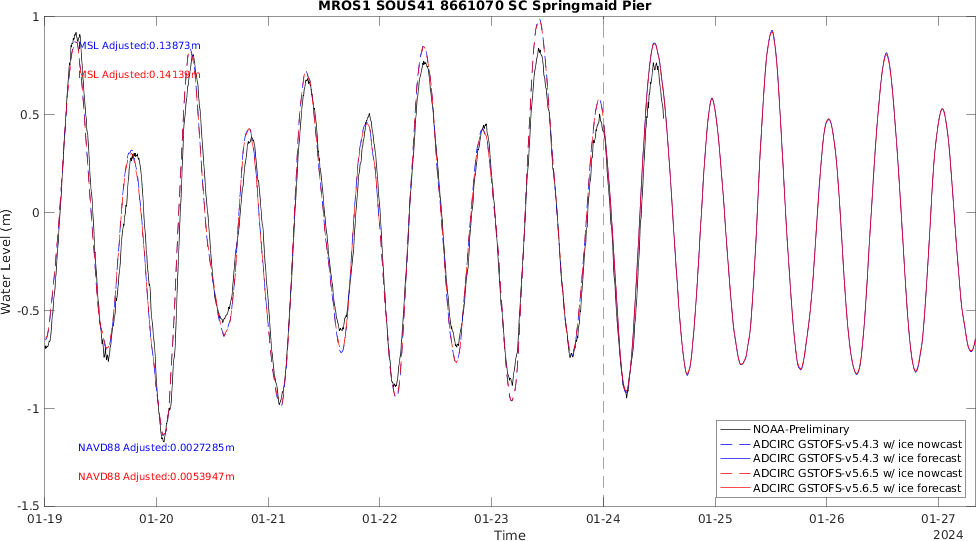 MROS1 SOUS41 8661070 SC Springmaid Pier
MSL Adjusted:0.13873m
MSL Adjusted:0.14139m
1
0.5
0
-0.5
-1
-1.5
Water Level (m)
NAVD88 Adjusted:0.0027285m
NAVD88 Adjusted:0.0053947m
NOAA-Preliminary
ADCIRC GSTOFS-v5.4.3 w/ ice nowcast
ADCIRC GSTOFS-v5.4.3 w/ ice forecast
ADCIRC GSTOFS-v5.6.5 w/ ice nowcast
ADCIRC GSTOFS-v5.6.5 w/ ice forecast
01-19 01-20 01-21 01-22 01-23 01-24 01-25 01-26 01-27
Time
2024